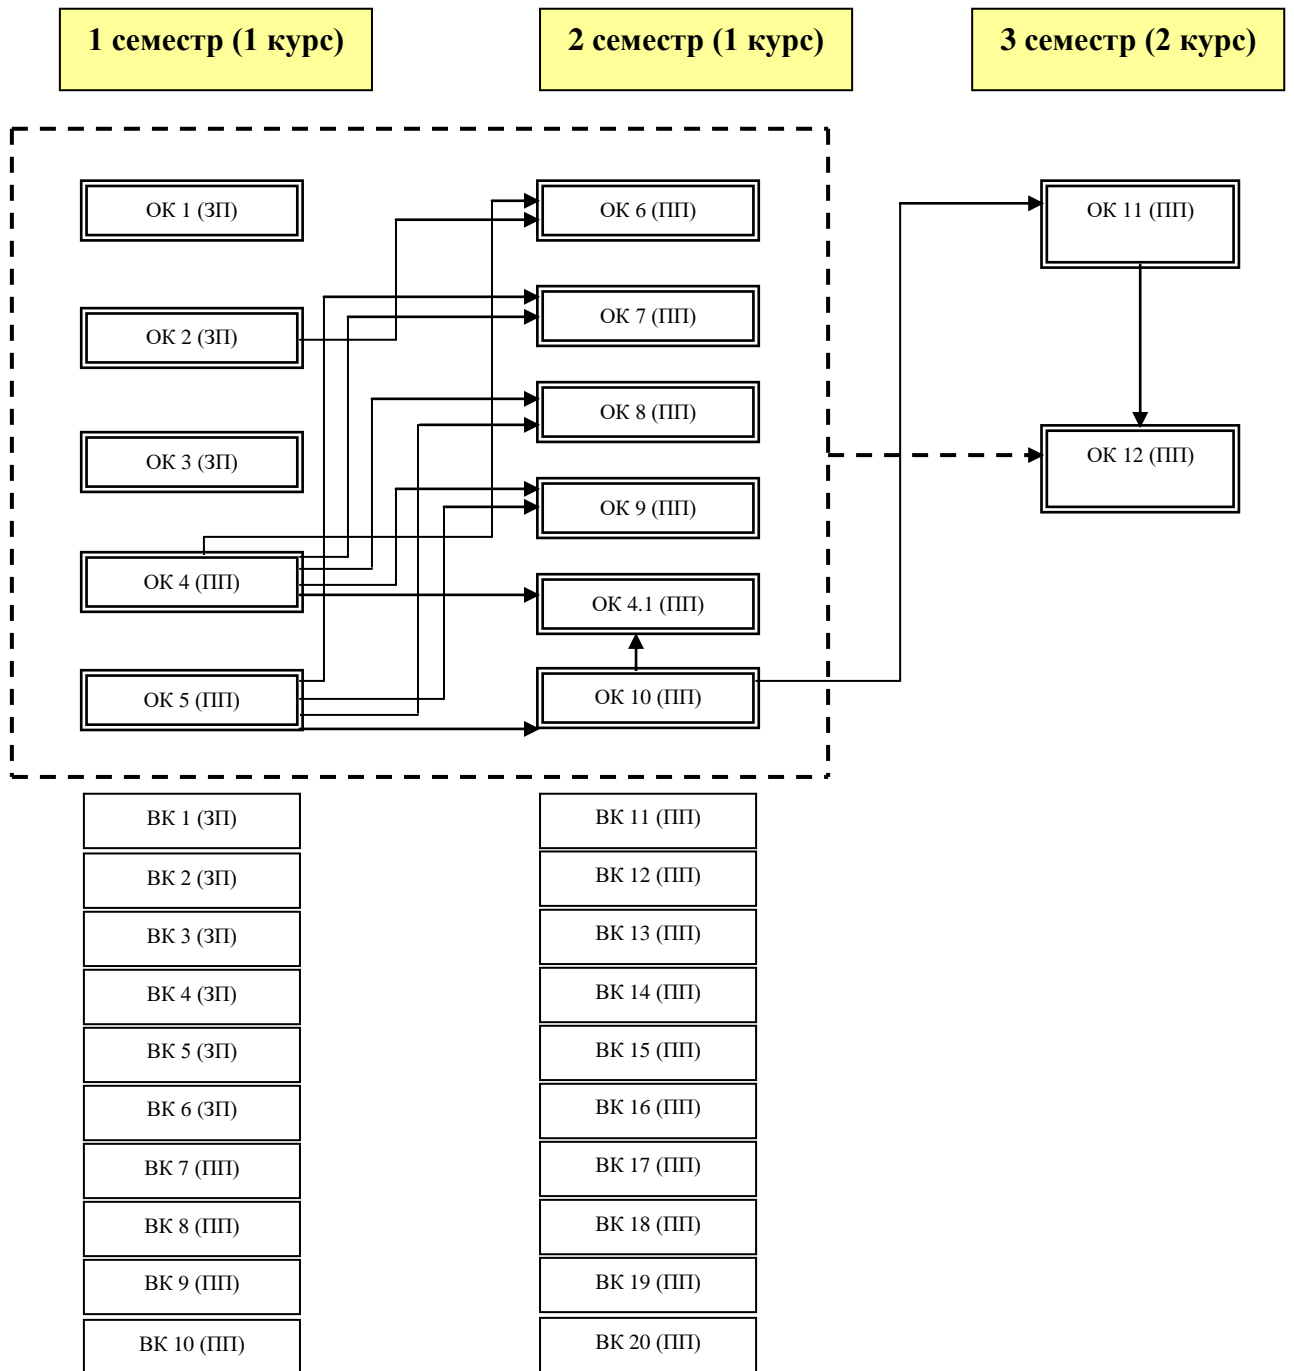 1 семестр (1 курс)
2 семестр (1 курс)
3 семестр (2 курс)
ОК 1 (ЗП)
ОК 6 (ПП)
ОК 11 (ПП)
ОК 2 (ЗП)
ОК 7 (ПП)
ОК 8 (ПП)
ОК 3 (ЗП)
ОК 12 (ПП)
ОК 9 (ПП)
ОК 4 (ПП)
ОК 4.1 (ПП)
ОК 5 (ПП)
ОК 10 (ПП)
ВК 1 (ЗП)
ВК 11 (ПП)
ВК 2 (ЗП)
ВК 12 (ПП)
ВК 3 (ЗП)
ВК 13 (ПП)
ВК 4 (ЗП)
ВК 14 (ПП)
ВК 5 (ЗП)
ВК 15 (ПП)
ВК 6 (ЗП)
ВК 16 (ПП)
ВК 7 (ПП)
ВК 17 (ПП)
ВК 8 (ПП)
ВК 18 (ПП)
ВК 9 (ПП)
ВК 19 (ПП)
ВК 10 (ПП)
ВК 20 (ПП)